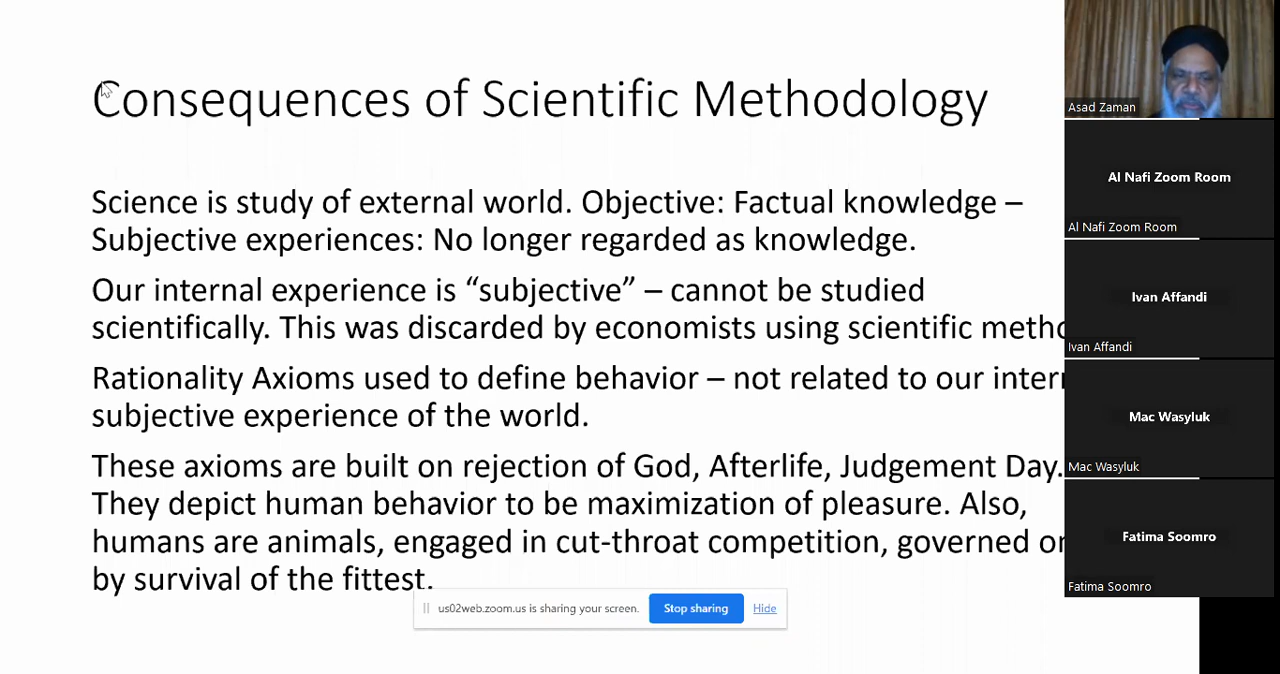 Consequences of Scientific Methodology
Science is study of external world. Objective: Factual knowledge –
Subjective experiences: No longer regarded as knowledge.
Our internal experience is “subjective” – cannot be studied
scientifically. This was discarded by economists using scientific
Rationality Axioms used to define behavior – not related to our
subjective experience of the world.
These axioms are built on rejection of God, Afterlife, Judgement Day.
They depict human behavior to be maximization of pleasure. Also,
humans are animals, engaged in cut-throat competition, governed
by survival of the fittest.
us02web.zoom.us is sharing your screen. Stop sharing Hide
Asad Zaman
Al Nafi Zoom Room
Al Nafi Zoom Room
Ivan Affandi
Ivan Affandi
Mac Wasyluk
Mac Wasyluk
Fatima Soomro
Fatima Soomro